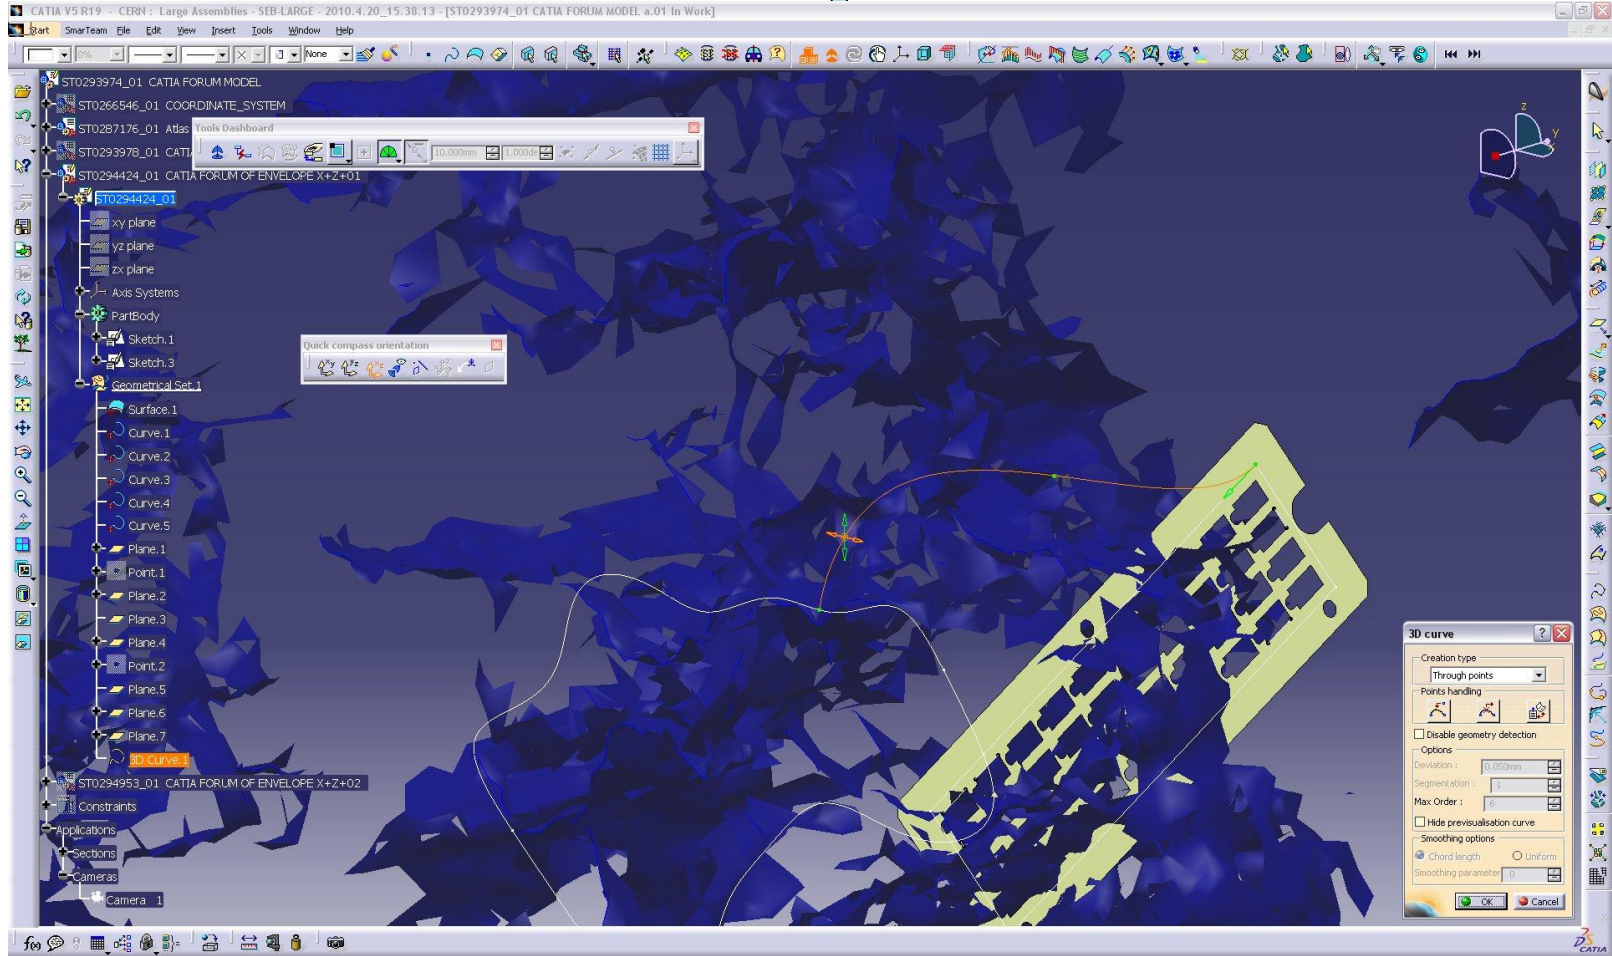 CATIA V5 R19 - CERN : Large Assemblies - SEB-LARGE - 2010.4.20_15.38.13 - [ST0293974_01 CATIA FORUM MODEL a.01 In Work]
Start SmarTeam File Edit View Insert Tools Window Help
0% None
ST0293974_01 CATIA FORUM MODEL
ST0266546_01 COORDINATE_SYSTEM
ST0287176_01 Atlas
Tools Dashboard
ST0293978_01 CATI
10.000mm 1.000de
ST0294424_01 CATIA FORUM OF ENVELOPE X+Z+01
ST0294424_01
xy plane
yz plane
zx plane
Axis Systems
PartBody
Sketch.1
Quick compass orientation
Sketch.3
Geometrical Set.1
Surface.1
Curve.1
Curve.2
Curve.3
Curve.4
Curve.5
Plane.1
Point.1
Plane.2
Plane.3
Plane.4
Point.2
Plane.5
Plane.6
Plane.7
3D Curve.1
ST0294953_01 CATIA FORUM OF ENVELOPE X+Z+02
Constraints
Applications
Sections
Cameras
Camera 1
z
y
3D curve
Creation type
Through points
Points handling
Disable geometry detection
Options
Deviation : 0.050mm
Segmentation : 1
Max Order : 6
Hide previsualisation curve
Smoothing options
Chord length Uniform
Smoothing parameter 0
OK Cancel
f(x)
CATIA